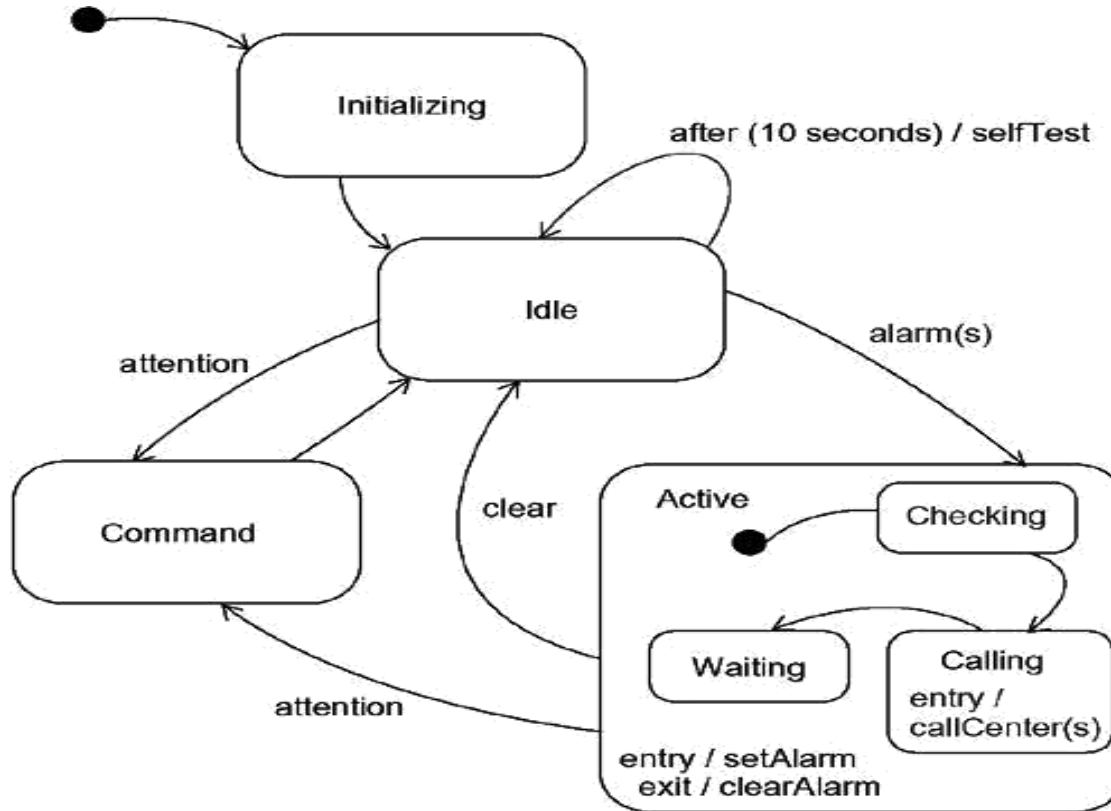 Initializing
after (10 seconds) / selfTest
Idle
alarm(s)
attention
Active
Checking
clear
Command
Waiting
Calling
entry /
callCenter(s)
attention
entry / setAlarm
exit / clearAlarm